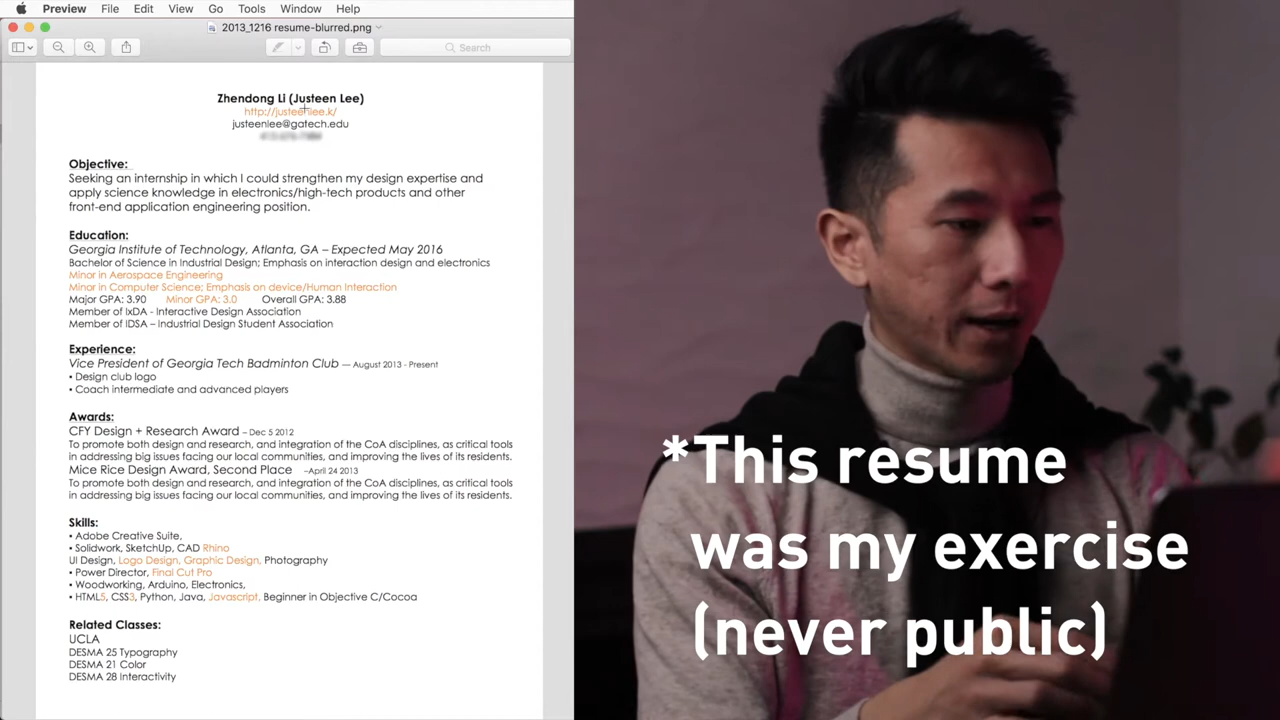 Preview File Edit View Go Tools Window Help
2013_1216 resume-blurred.png
Search
Zhendong Li (Justeen Lee)
http://justeenlee.k/
justeenlee@gatech.edu
Objective:
Seeking an internship in which I could strengthen my design expertise and
apply science knowledge in electronics/high-tech products and other
front-end application engineering position.
Education:
Georgia Institute of Technology, Atlanta, GA – Expected May 2016
Bachelor of Science in Industrial Design; Emphasis on interaction design and electronics
Minor in Aerospace Engineering
Minor in Computer Science; Emphasis on device/Human Interaction
Major GPA: 3.90 Minor GPA: 3.0 Overall GPA: 3.88
Member of IxDA - Interactive Design Association
Member of IDSA – Industrial Design Student Association
Experience:
Vice President of Georgia Tech Badminton Club — August 2013 - Present
• Design club logo
• Coach intermediate and advanced players
Awards:
CFY Design + Research Award – Dec 5 2012
To promote both design and research, and integration of the CoA disciplines, as critical tools
in addressing big issues facing our local communities, and improving the lives of its residents.
Mice Rice Design Award, Second Place –April 24 2013
To promote both design and research, and integration of the CoA disciplines, as critical tools
in addressing big issues facing our local communities, and improving the lives of its residents.
Skills:
• Adobe Creative Suite,
• Solidwork, SketchUp, CAD Rhino
UI Design, Logo Design, Graphic Design, Photography
• Power Director, Final Cut Pro
• Woodworking, Arduino, Electronics,
• HTML5, CSS3, Python, Java, Javascript, Beginner in Objective C/Cocoa
Related Classes:
UCLA
DESMA 25 Typography
DESMA 21 Color
DESMA 28 Interactivity
*This resume
was my exercise
(never public)